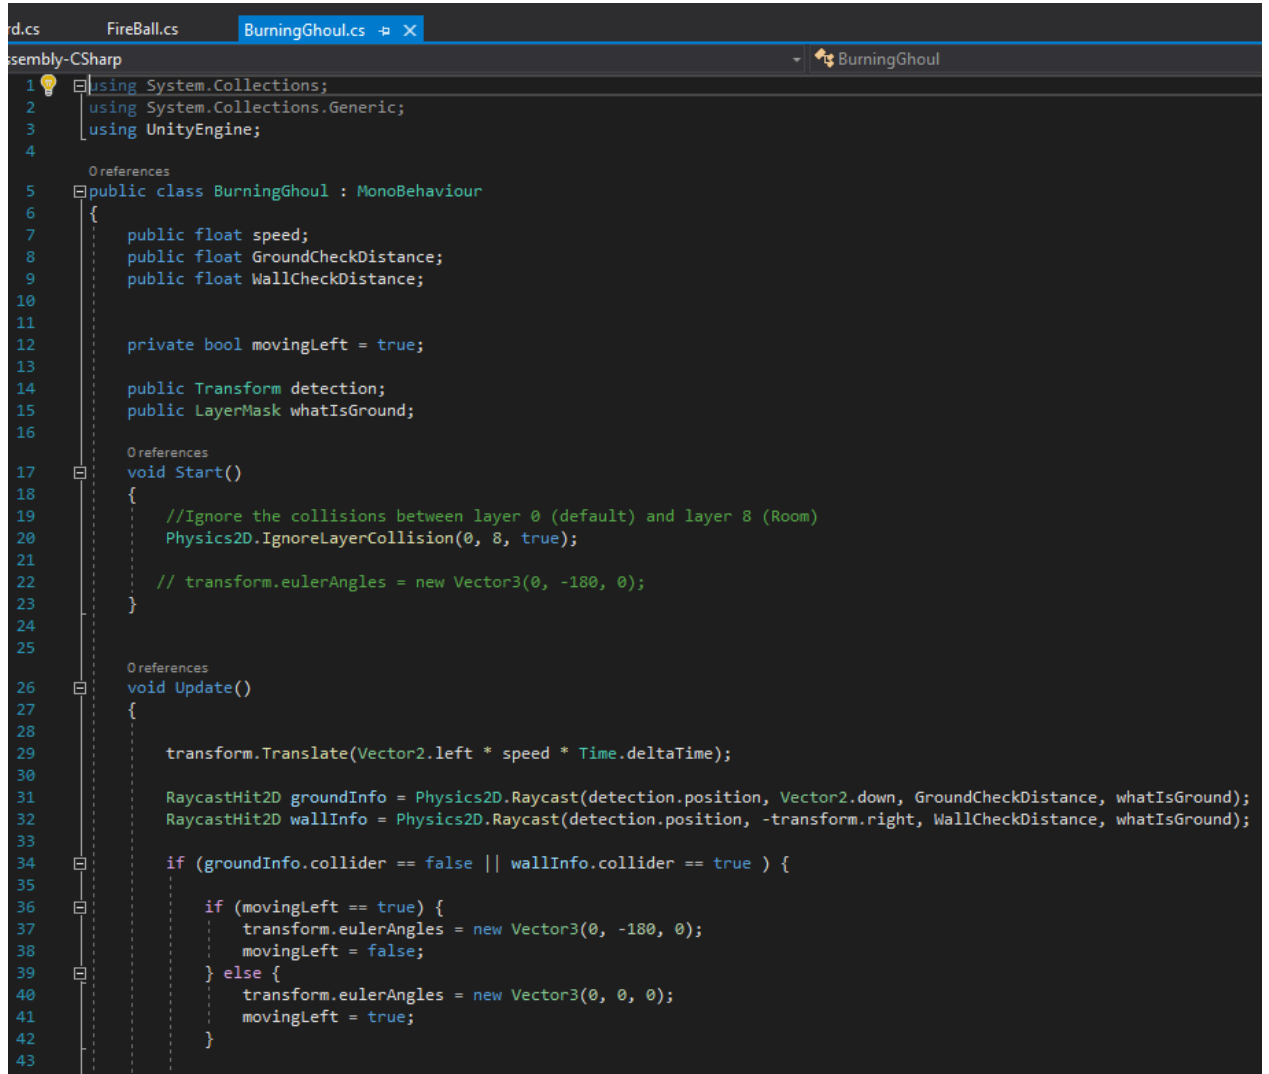 rd.cs FireBall.cs BurningGhoul.cs
ssembly-CSharp BurningGhoul
1 using System.Collections;
2 using System.Collections.Generic;
3 using UnityEngine;
4
0 references
5 public class BurningGhoul : MonoBehaviour
6 {
7 public float speed;
8 public float GroundCheckDistance;
9 public float WallCheckDistance;
10
11
12 private bool movingLeft = true;
13
14 public Transform detection;
15 public LayerMask whatIsGround;
16
0 references
17 void Start()
18 {
19 //Ignore the collisions between layer 0 (default) and layer 8 (Room)
20 Physics2D.IgnoreLayerCollision(0, 8, true);
21
22 // transform.eulerAngles = new Vector3(0, -180, 0);
23 }
24
25
0 references
26 void Update()
27 {
28
29 transform.Translate(Vector2.left * speed * Time.deltaTime);
30
31 RaycastHit2D groundInfo = Physics2D.Raycast(detection.position, Vector2.down, GroundCheckDistance, whatIsGround);
32 RaycastHit2D wallInfo = Physics2D.Raycast(detection.position, -transform.right, WallCheckDistance, whatIsGround);
33
34 if (groundInfo.collider == false || wallInfo.collider == true ) {
35
36 if (movingLeft == true) {
37 transform.eulerAngles = new Vector3(0, -180, 0);
38 movingLeft = false;
39 } else {
40 transform.eulerAngles = new Vector3(0, 0, 0);
41 movingLeft = true;
42 }
43